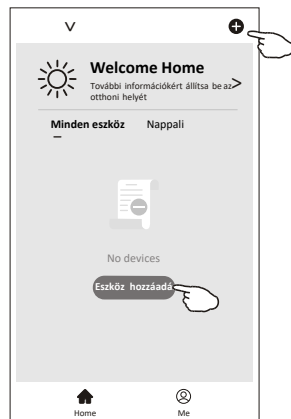 Welcome Home
További információkért állítsa be az
otthoni helyét
Minden eszköz Nappali
No devices
Eszköz hozzáadá
Home Me